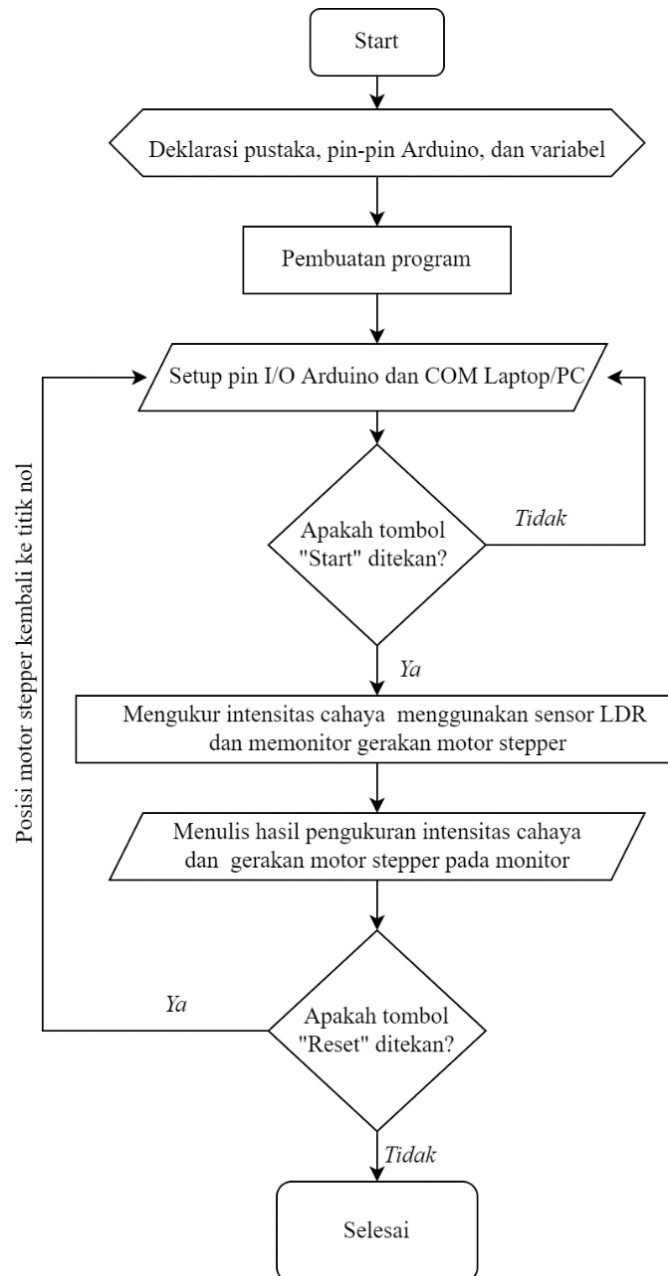 Start
Deklarasi pustaka, pin-pin Arduino, dan variabel
Pembuatan program
Setup pin I/O Arduino dan COM Laptop/PC
Apakah tombol
"Start" ditekan?
Tidak
Ya
Mengukur intensitas cahaya menggunakan sensor LDR
dan memonitor gerakan motor stepper
Menulis hasil pengukuran intensitas cahaya
dan gerakan motor stepper pada monitor
Apakah tombol
"Reset" ditekan?
Ya
Posisi motor stepper kembali ke titik nol
Tidak
Selesai